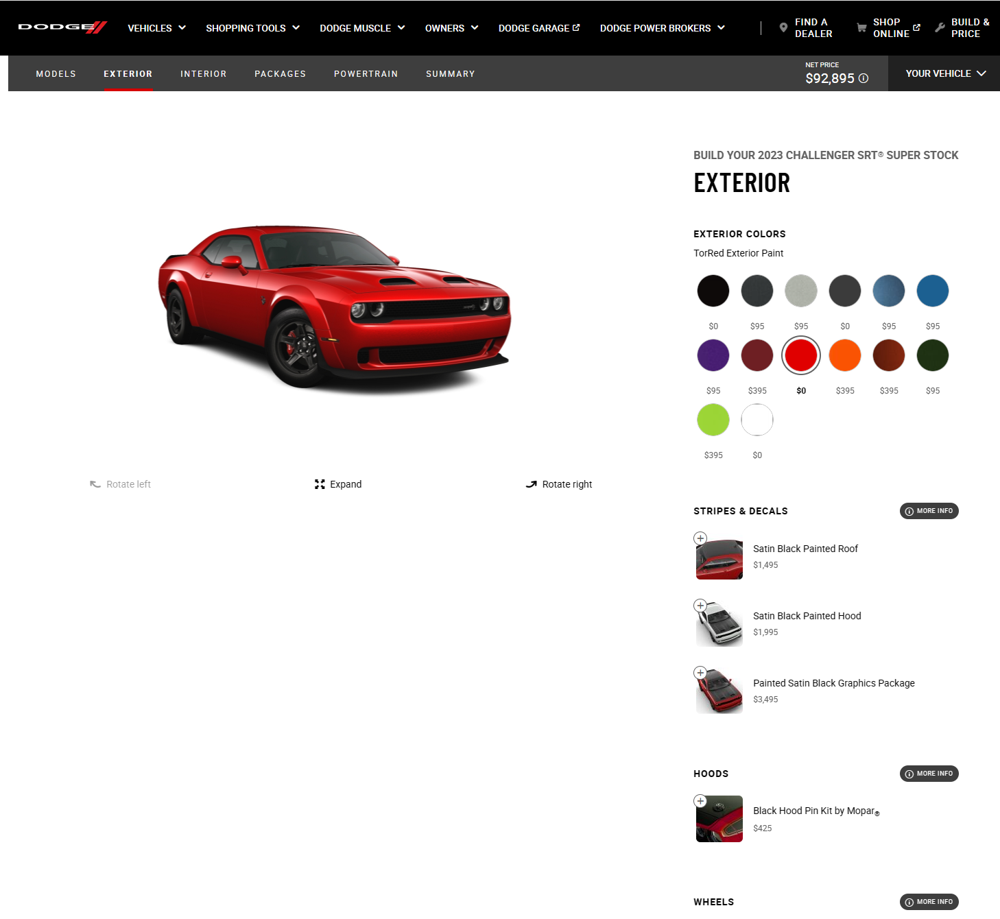 DODGE
VEHICLES
SHOPPING TOOLS
DODGE MUSCLE
OWNERS
DODGE GARAGE
DODGE POWER BROKERS
FIND A
DEALER
SHOP
ONLINE
BUILD &
PRICE
MODELS
EXTERIOR
INTERIOR
PACKAGES
POWERTRAIN
SUMMARY
NET PRICE
$92,895
YOUR VEHICLE
BUILD YOUR 2023 CHALLENGER SRT® SUPER STOCK
EXTERIOR
EXTERIOR COLORS
TorRed Exterior Paint
$0 $95 $95 $0 $95 $95
$95 $395 $0 $395 $395 $95
$395 $0
Rotate left
Expand
Rotate right
STRIPES & DECALS
MORE INFO
Satin Black Painted Roof
$1,495
Satin Black Painted Hood
$1,995
Painted Satin Black Graphics Package
$3,495
HOODS
MORE INFO
Black Hood Pin Kit by Mopar®
$425
WHEELS
MORE INFO